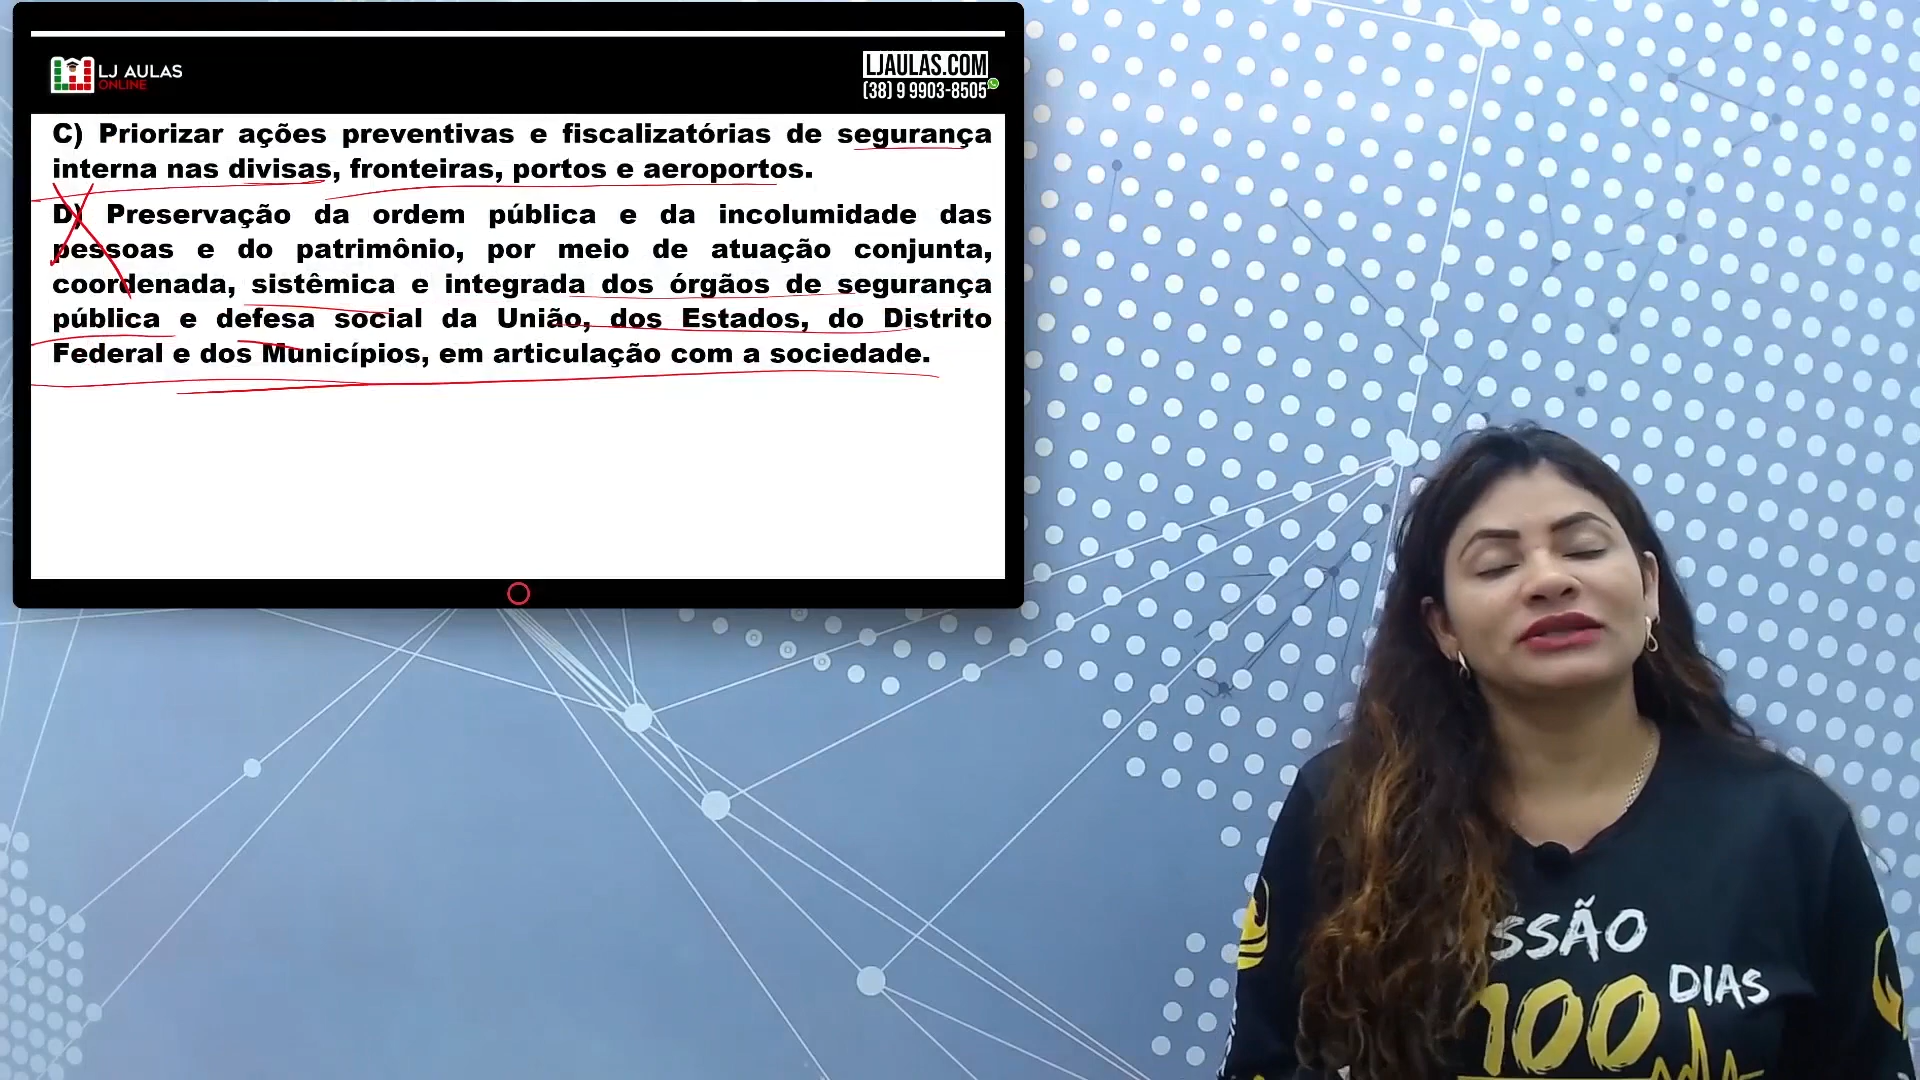 LJ AULAS
ONLINE
LJAULAS.COM
(38) 9 9903-8505
C) Priorizar ações preventivas e fiscalizatórias de segurança
interna nas divisas, fronteiras, portos e aeroportos.
D) Preservação da ordem pública e da incolumidade das
pessoas e do patrimônio, por meio de atuação conjunta,
coordenada, sistêmica e integrada dos órgãos de segurança
pública e defesa social da União, dos Estados, do Distrito
Federal e dos Municípios, em articulação com a sociedade.
SSÃO
100 DIAS